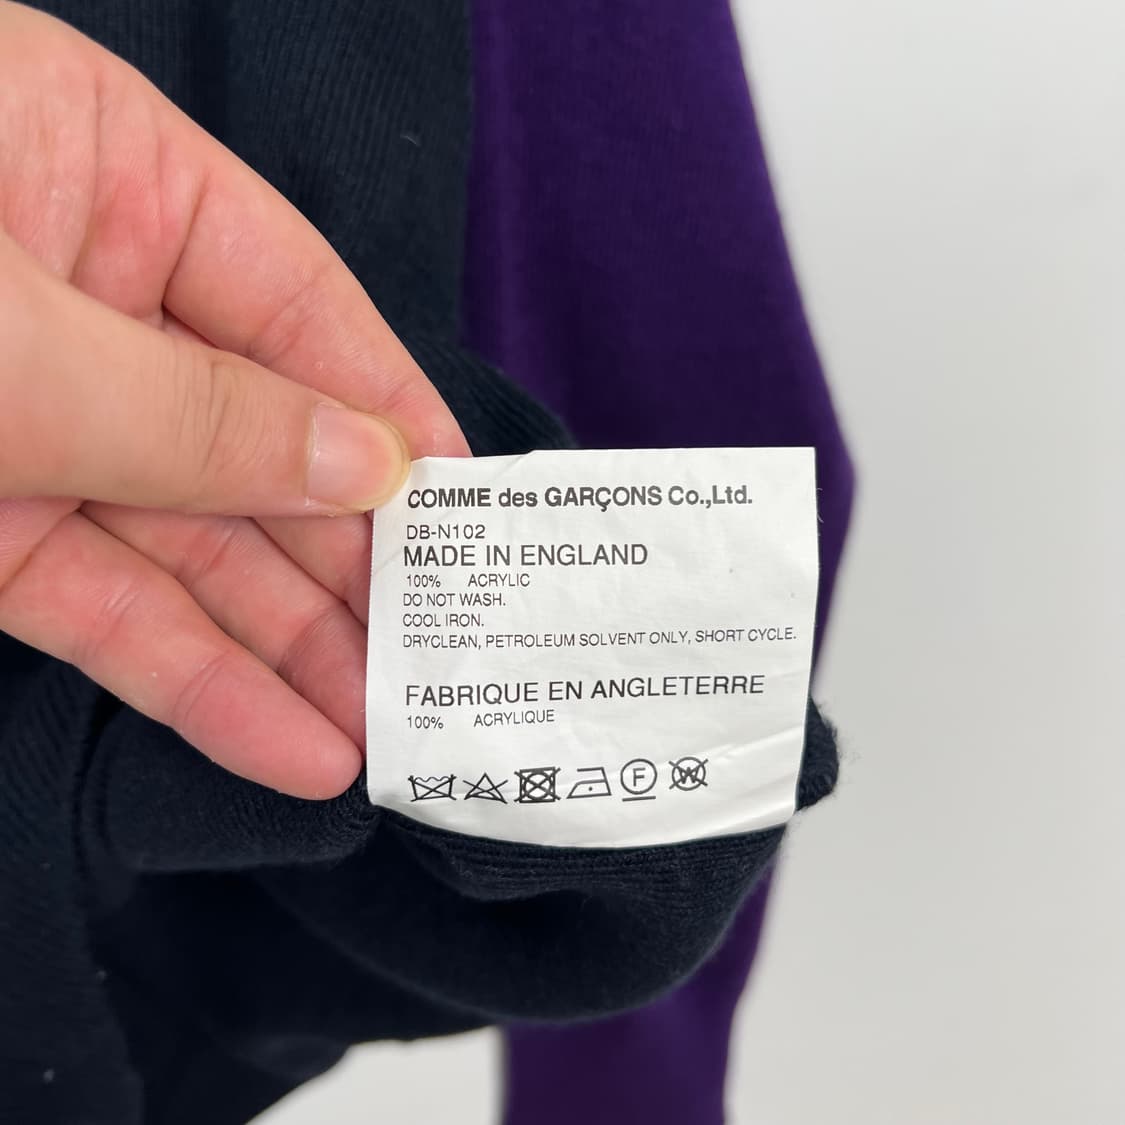 COMME des GARÇONS Co.,Ltd.
DB-N102
MADE IN ENGLAND
100% ACRYLIC
DO NOT WASH.
COOL IRON.
DRYCLEAN, PETROLEUM SOLVENT ONLY, SHORT CYCLE.
FABRIQUE EN ANGLETERRE
100% ACRYLIQUE
F W